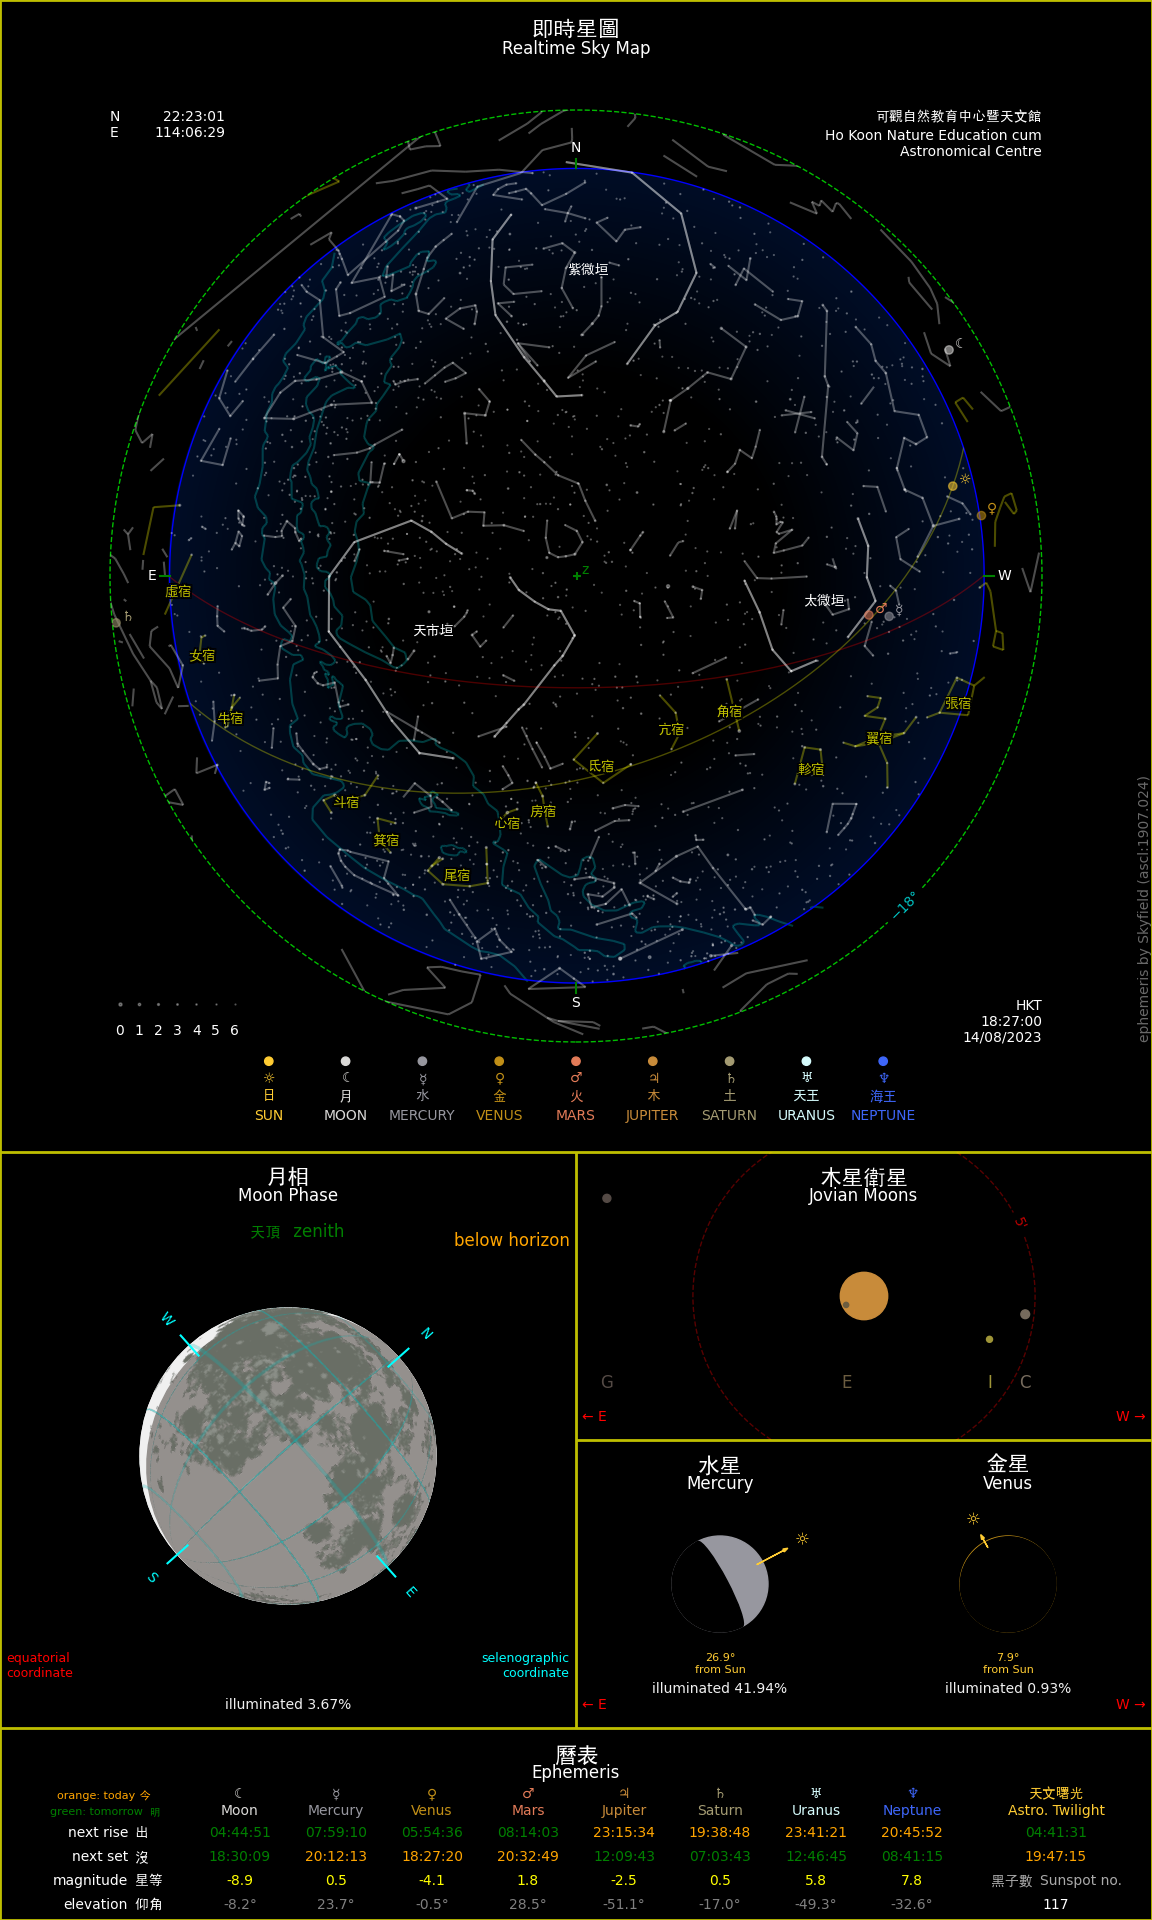 即時星圖
Realtime Sky Map
N 22:23:01
E 114:06:29
可觀自然教育中心暨天文館
Ho Koon Nature Education cum
Astronomical Centre
N
紫微垣
☾
☼
♀
E
W
Z
虛宿
♄
太微垣
♂
☿
天市垣
女宿
牛宿
角宿
亢宿
張宿
翼宿
氐宿
軫宿
斗宿
房宿
心宿
箕宿
尾宿
−18°
S
ephemeris by Skyfield (ascl:1907.024)
0 1 2 3 4 5 6
HKT
18:27:00
14/08/2023
☼ ☾ ☿ ♀ ♂ ♃ ♄ ♅ ♆
日 月 水 金 火 木 土 天王 海王
SUN MOON MERCURY VENUS MARS JUPITER SATURN URANUS NEPTUNE
月相
Moon Phase
天頂 zenith
below horizon
W
N
S
E
equatorial
coordinate
selenographic
coordinate
illuminated 3.67%
木星衛星
Jovian Moons
5'
G E I C
← E W →
水星
Mercury
☼
26.9°
from Sun
illuminated 41.94%
金星
Venus
☼
7.9°
from Sun
illuminated 0.93%
← E W →
曆表
Ephemeris
orange: today 今
green: tomorrow 明
☾ ☿ ♀ ♂ ♃ ♄ ♅ ♆ 天文曙光
Moon Mercury Venus Mars Jupiter Saturn Uranus Neptune Astro. Twilight
next rise 出 04:44:51 07:59:10 05:54:36 08:14:03 23:15:34 19:38:48 23:41:21 20:45:52 04:41:31
next set 沒 18:30:09 20:12:13 18:27:20 20:32:49 12:09:43 07:03:43 12:46:45 08:41:15 19:47:15
magnitude 星等 -8.9 0.5 -4.1 1.8 -2.5 0.5 5.8 7.8 黑子數 Sunspot no.
elevation 仰角 -8.2° 23.7° -0.5° 28.5° -51.1° -17.0° -49.3° -32.6° 117